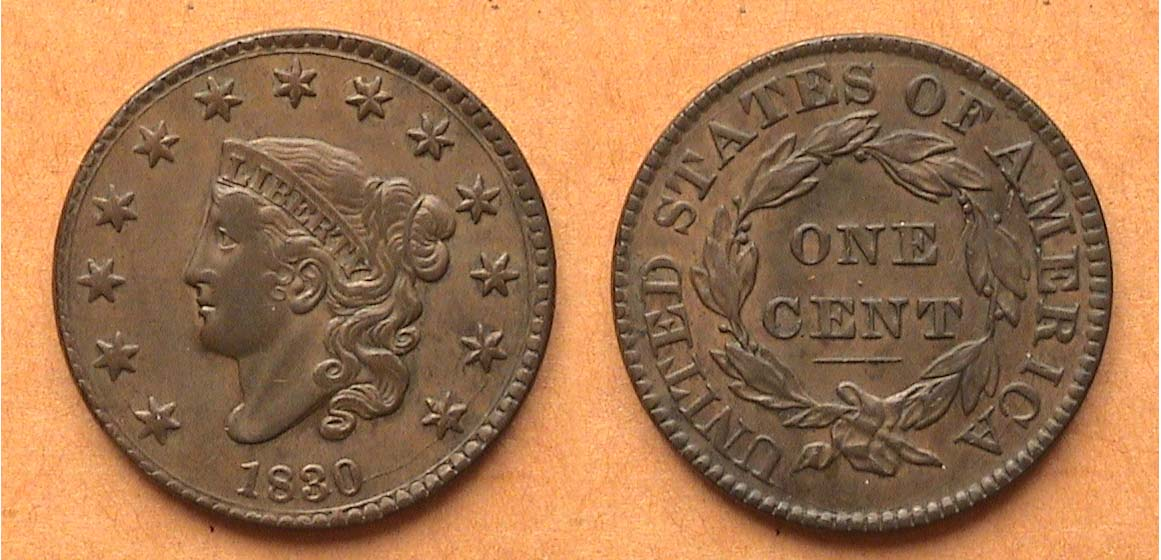 LIBERTY
1830
UNITED STATES OF AMERICA
ONE
CENT